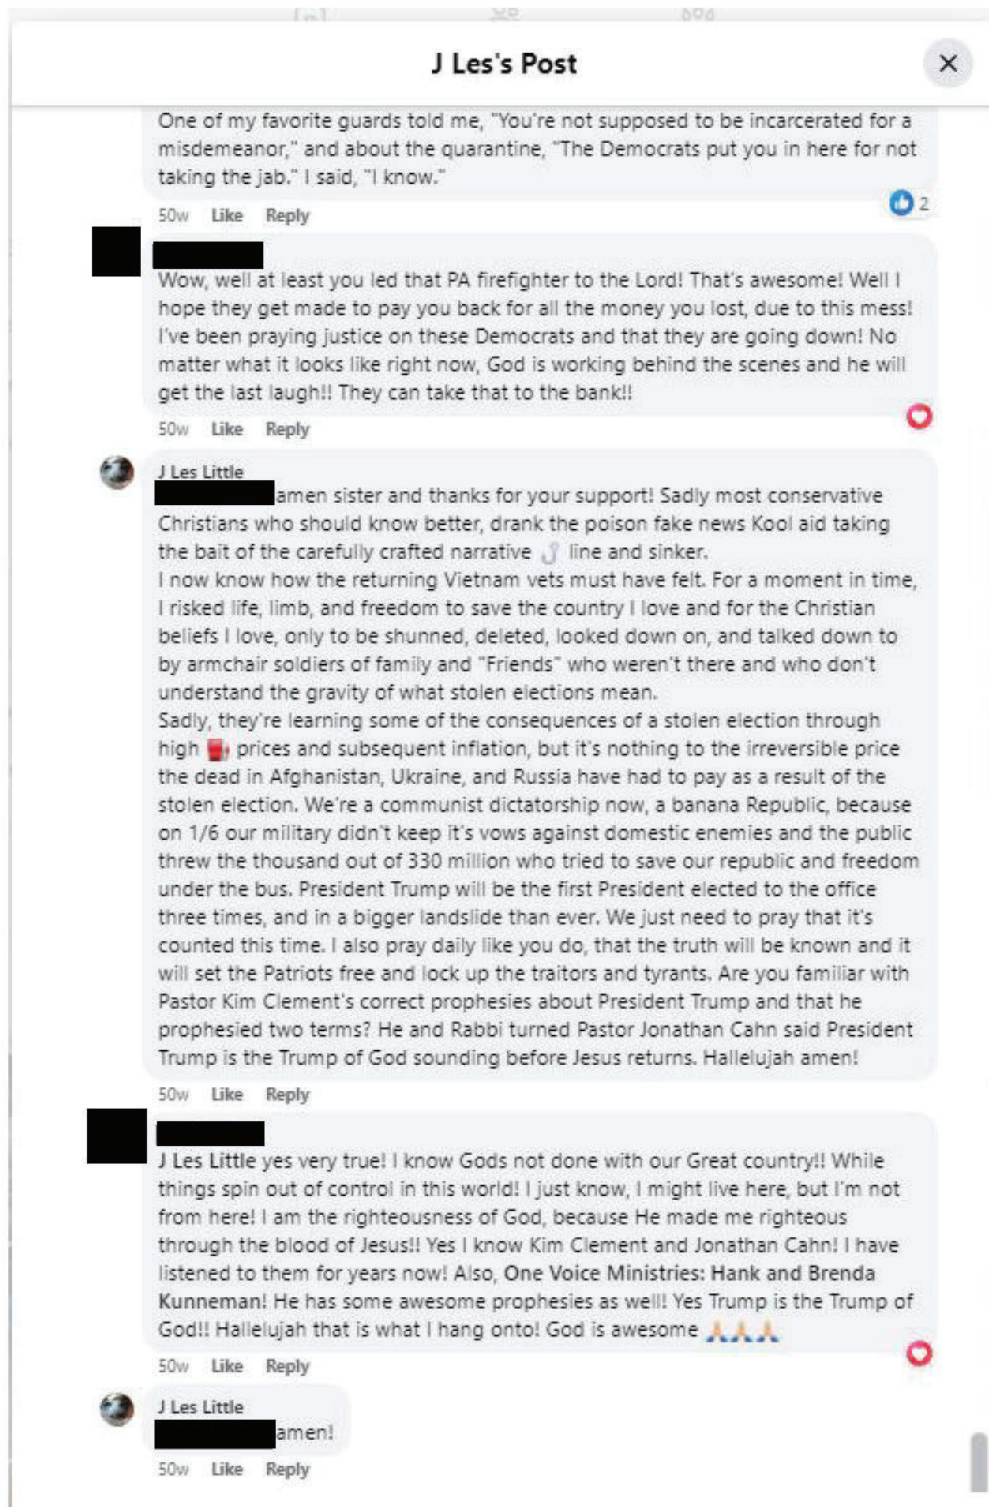 J Les's Post
One of my favorite guards told me, "You're not supposed to be incarcerated for a
misdemeanor," and about the quarantine, "The Democrats put you in here for not
taking the jab." I said, "I know."
50w Like Reply
2
Wow, well at least you led that PA firefighter to the Lord! That's awesome! Well I
hope they get made to pay you back for all the money you lost, due to this mess!
I've been praying justice on these Democrats and that they are going down! No
matter what it looks like right now, God is working behind the scenes and he will
get the last laugh!! They can take that to the bank!!
50w Like Reply
J Les Little
amen sister and thanks for your support! Sadly most conservative
Christians who should know better, drank the poison fake news Kool aid taking
the bait of the carefully crafted narrative 🪝 line and sinker.
I now know how the returning Vietnam vets must have felt. For a moment in time,
I risked life, limb, and freedom to save the country I love and for the Christian
beliefs I love, only to be shunned, deleted, looked down on, and talked down to
by armchair soldiers of family and "Friends" who weren't there and who don't
understand the gravity of what stolen elections mean.
Sadly, they're learning some of the consequences of a stolen election through
high ⛽ prices and subsequent inflation, but it's nothing to the irreversible price
the dead in Afghanistan, Ukraine, and Russia have had to pay as a result of the
stolen election. We're a communist dictatorship now, a banana Republic, because
on 1/6 our military didn't keep it's vows against domestic enemies and the public
threw the thousand out of 330 million who tried to save our republic and freedom
under the bus. President Trump will be the first President elected to the office
three times, and in a bigger landslide than ever. We just need to pray that it's
counted this time. I also pray daily like you do, that the truth will be known and it
will set the Patriots free and lock up the traitors and tyrants. Are you familiar with
Pastor Kim Clement's correct prophesies about President Trump and that he
prophesied two terms? He and Rabbi turned Pastor Jonathan Cahn said President
Trump is the Trump of God sounding before Jesus returns. Hallelujah amen!
50w Like Reply
J Les Little yes very true! I know Gods not done with our Great country!! While
things spin out of control in this world! I just know, I might live here, but I'm not
from here! I am the righteousness of God, because He made me righteous
through the blood of Jesus!! Yes I know Kim Clement and Jonathan Cahn! I have
listened to them for years now! Also, One Voice Ministries: Hank and Brenda
Kunneman! He has some awesome prophesies as well! Yes Trump is the Trump of
God!! Hallelujah that is what I hang onto! God is awesome 🙏🙏🙏
50w Like Reply
J Les Little
amen!
50w Like Reply